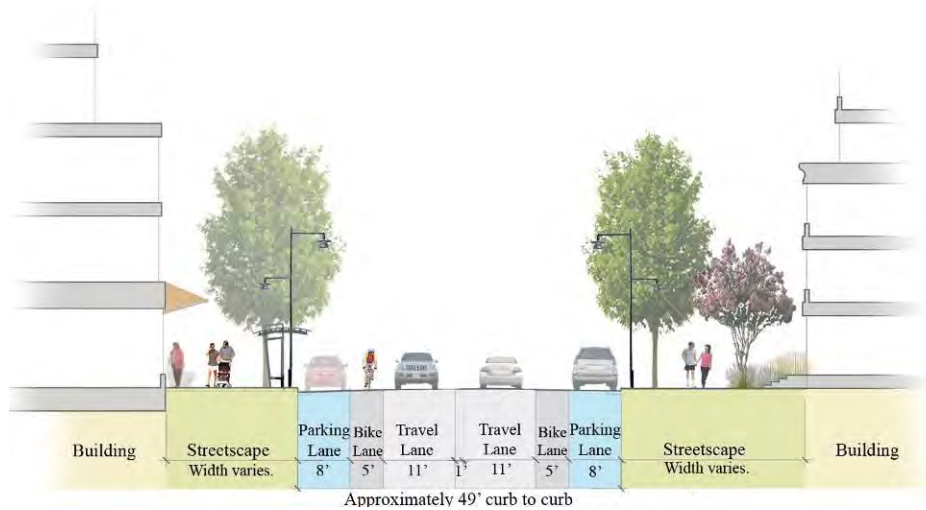 Building
Streetscape
Width varies.
Parking
Lane
8’
Bike
Lane
5’
Travel
Lane
11’
1’
Travel
Lane
11’
Bike
Lane
5’
Parking
Lane
8’
Streetscape
Width varies.
Building
Approximately 49’ curb to curb